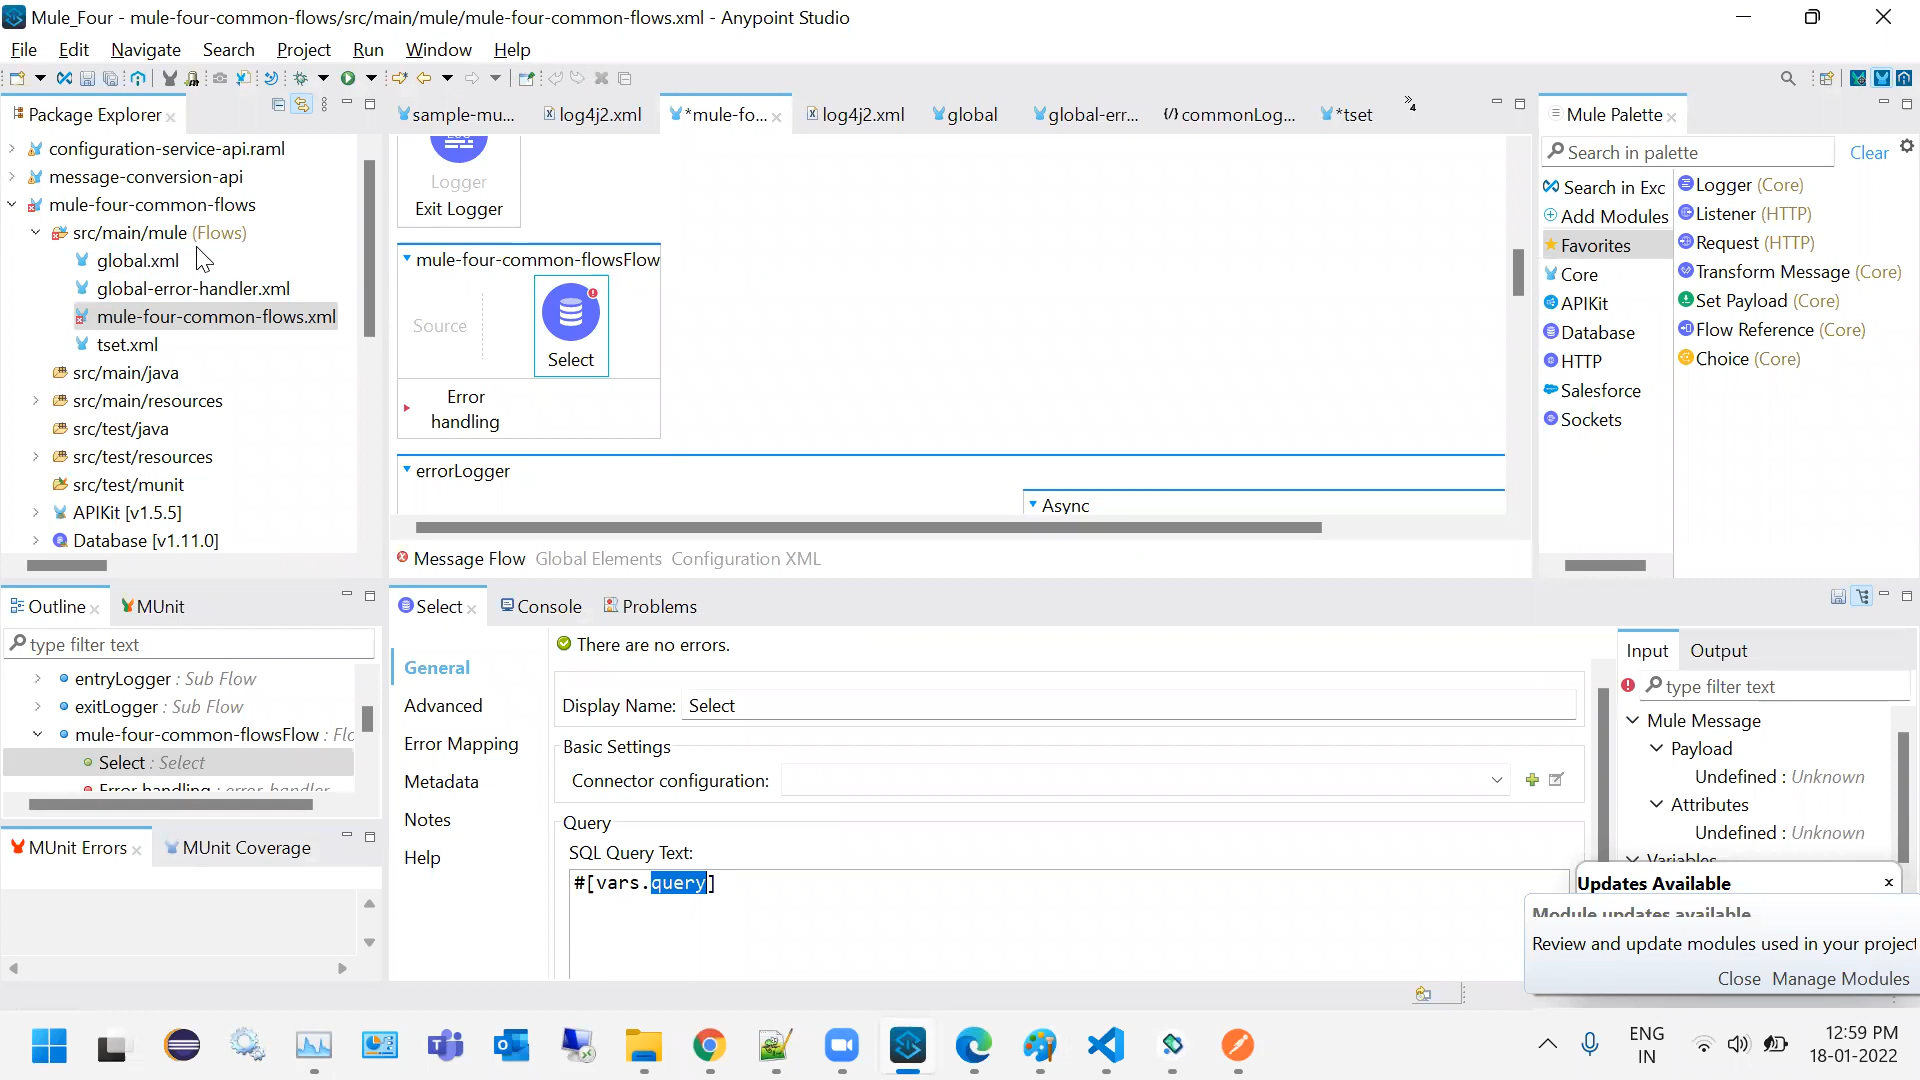 Mule_Four - mule-four-common-flows/src/main/mule/mule-four-common-flows.xml - Anypoint Studio
File Edit Navigate Search Project Run Window Help
Package Explorer
configuration-service-api.raml
message-conversion-api
mule-four-common-flows
src/main/mule (Flows)
global.xml
global-error-handler.xml
mule-four-common-flows.xml
tset.xml
src/main/java
src/main/resources
src/test/java
src/test/resources
src/test/munit
APIKit [v1.5.5]
Database [v1.11.0]
sample-mu... log4j2.xml *mule-fo... log4j2.xml global global-err... commonLog... *tset 4
Logger
Exit Logger
mule-four-common-flowsFlow
Source
Select
Error
handling
errorLogger
Async
Message Flow Global Elements Configuration XML
Mule Palette
Search in palette Clear
Search in Exc
Add Modules
Favorites
Core
APIKit
Database
HTTP
Salesforce
Sockets
Logger (Core)
Listener (HTTP)
Request (HTTP)
Transform Message (Core)
Set Payload (Core)
Flow Reference (Core)
Choice (Core)
Outline MUnit
type filter text
entryLogger : Sub Flow
exitLogger : Sub Flow
mule-four-common-flowsFlow : Flo
Select : Select
Error handling : error-handler
MUnit Errors MUnit Coverage
Select Console Problems
General
Advanced
Error Mapping
Metadata
Notes
Help
There are no errors.
Display Name: Select
Basic Settings
Connector configuration:
Query
SQL Query Text:
#[vars.query]
Input Output
type filter text
Mule Message
Payload
Undefined : Unknown
Attributes
Undefined : Unknown
Variables
Updates Available
Module updates available
Review and update modules used in your project
Close Manage Modules
ENG
IN
12:59 PM
18-01-2022